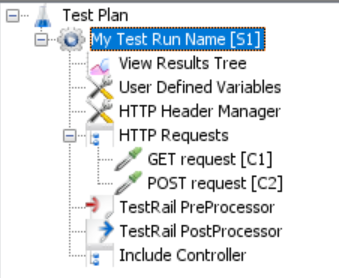 Test Plan
My Test Run Name [S1]
View Results Tree
User Defined Variables
HTTP Header Manager
HTTP Requests
GET request [C1]
POST request [C2]
TestRail PreProcessor
TestRail PostProcessor
Include Controller